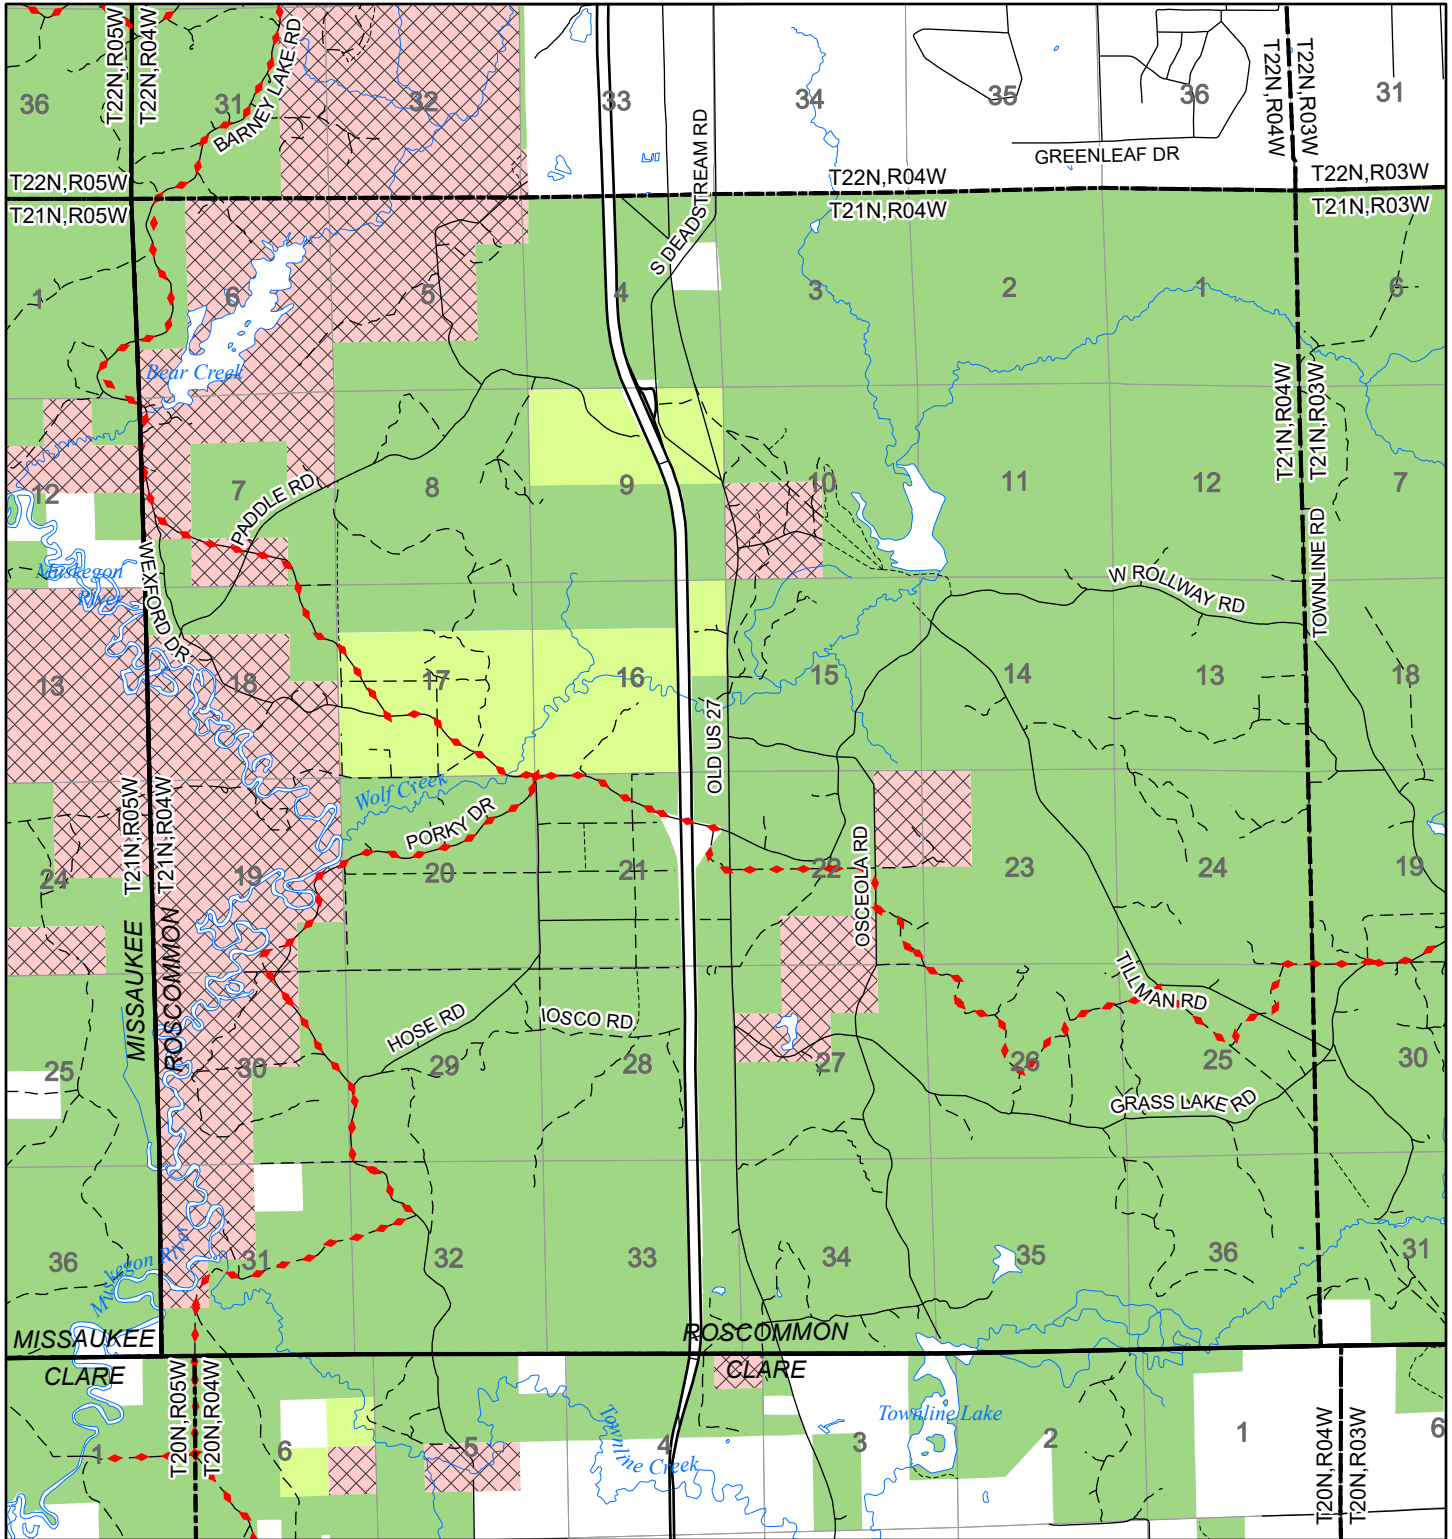 T22N,R05W
T22N,R04W
BARNEY LAKE RD
36
31
32
33
34
35
36
31
T22N,R04W
T22N,R03W
S DEADSTREAM RD
GREENLEAF DR
T22N,R05W
T21N,R05W
T22N,R04W
T21N,R04W
T22N,R03W
T21N,R03W
1
6
5
4
3
2
1
6
Bear Creek
T21N,R04W
T21N,R03W
12
7
8
9
10
11
12
7
PADDLE RD
TOWNLINE RD
Muskegon
River
WEXFORD DR
W ROLLWAY RD
13
18
17
16
15
14
13
18
OLD US 27
T21N,R05W
T21N,R04W
Wolf Creek
PORKY DR
OSCEOLA RD
24
19
20
21
22
23
24
19
MISSAUKEE
ROSCOMMON
TILLMAN RD
HOSE RD
IOSCO RD
25
30
29
28
27
26
25
30
GRASS LAKE RD
Muskegon River
36
31
32
33
34
35
36
31
MISSAUKEE
ROSCOMMON
CLARE
CLARE
T20N,R05W
T20N,R04W
Townline Creek
Townline Lake
T20N,R04W
T20N,R03W
1
6
5
4
3
2
1
6